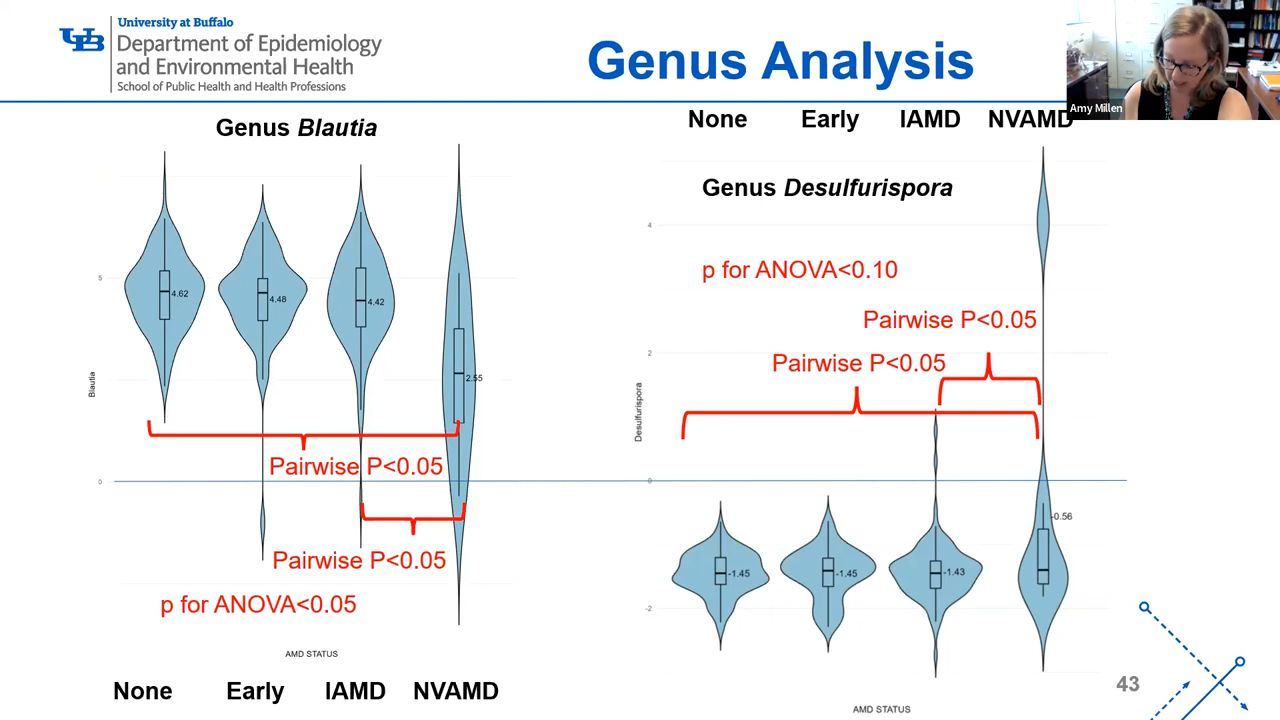 University at Buffalo
Department of Epidemiology
and Environmental Health
School of Public Health and Health Professions
UB
Genus Analysis
Amy Millen
Genus Blautia
5
0
Blautia
4.62
4.48
4.42
2.55
Pairwise P<0.05
Pairwise P<0.05
p for ANOVA<0.05
AMD STATUS
None Early IAMD NVAMD
None Early IAMD NVAMD
Genus Desulfurispora
p for ANOVA<0.10
Pairwise P<0.05
Pairwise P<0.05
4
2
0
-2
Desulfurispora
-1.45
-1.45
-1.43
-0.56
AMD STATUS
43